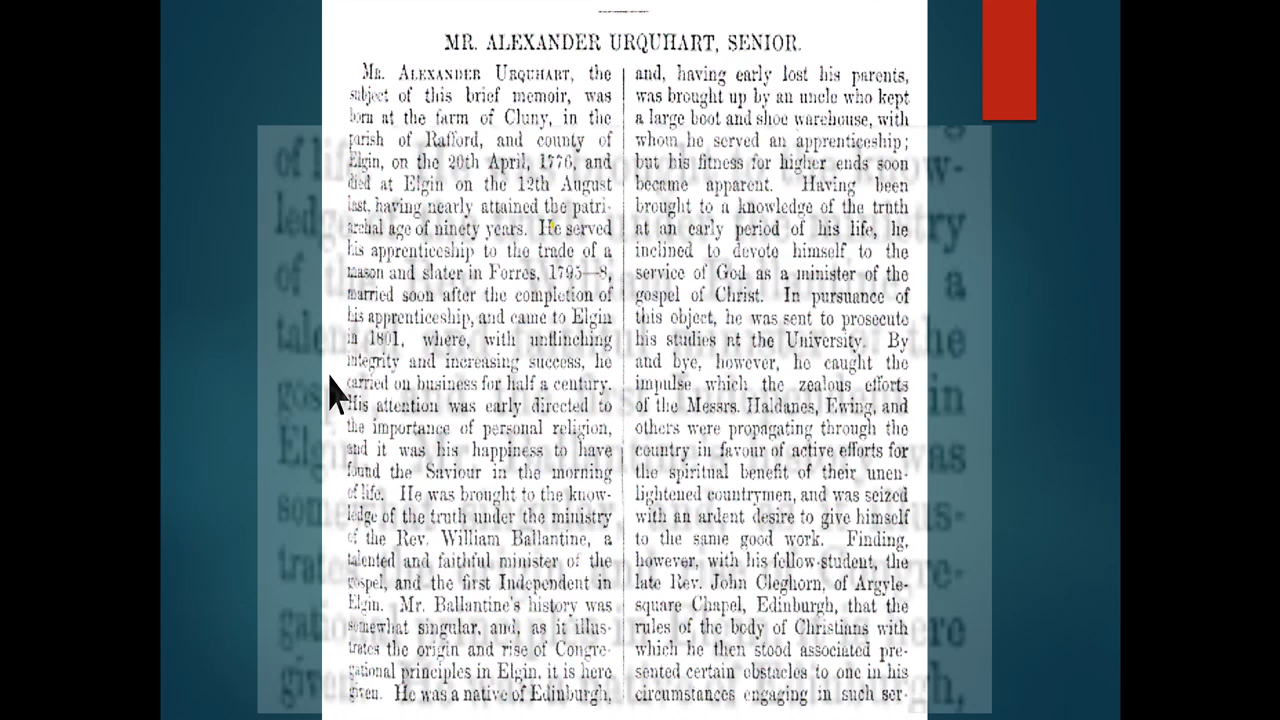 MR. ALEXANDER URQUHART, SENIOR.
MR. ALEXANDER URQUHART, the
subject of this brief memoir, was
born at the farm of Cluny, in the
parish of Rafford, and county of
Elgin, on the 20th April, 1776, and
died at Elgin on the 12th August
last, having nearly attained the patri-
archal age of ninety years. He served
his apprenticeship to the trade of a
mason and slater in Forres, 1795—8,
married soon after the completion of
his apprenticeship, and came to Elgin
in 1801, where, with unflinching
integrity and increasing success, he
carried on business for half a century.
His attention was early directed to
the importance of personal religion,
and it was his happiness to have
found the Saviour in the morning
of life. He was brought to the know-
ledge of the truth under the ministry
of the Rev. William Ballantine, a
talented and faithful minister of the
gospel, and the first Independent in
Elgin. Mr. Ballantine's history was
somewhat singular, and, as it illus-
trates the origin and rise of Congre-
gational principles in Elgin, it is here
given. He was a native of Edinburgh,
and, having early lost his parents,
was brought up by an uncle who kept
a large boot and shoe warehouse, with
whom he served an apprenticeship;
but his fitness for higher ends soon
became apparent. Having been
brought to a knowledge of the truth
at an early period of his life, he
inclined to devote himself to the
service of God as a minister of the
gospel of Christ. In pursuance of
this object, he was sent to prosecute
his studies at the University. By
and bye, however, he caught the
impulse which the zealous efforts
of the Messrs. Haldanes, Ewing, and
others were propagating through the
country in favour of active efforts for
the spiritual benefit of their unen-
lightened countrymen, and was seized
with an ardent desire to give himself
to the same good work. Finding,
however, with his fellow-student, the
late Rev. John Cleghorn, of Argyle-
square Chapel, Edinburgh, that the
rules of the body of Christians with
which he then stood associated pre-
sented certain obstacles to one in his
circumstances engaging in such ser-